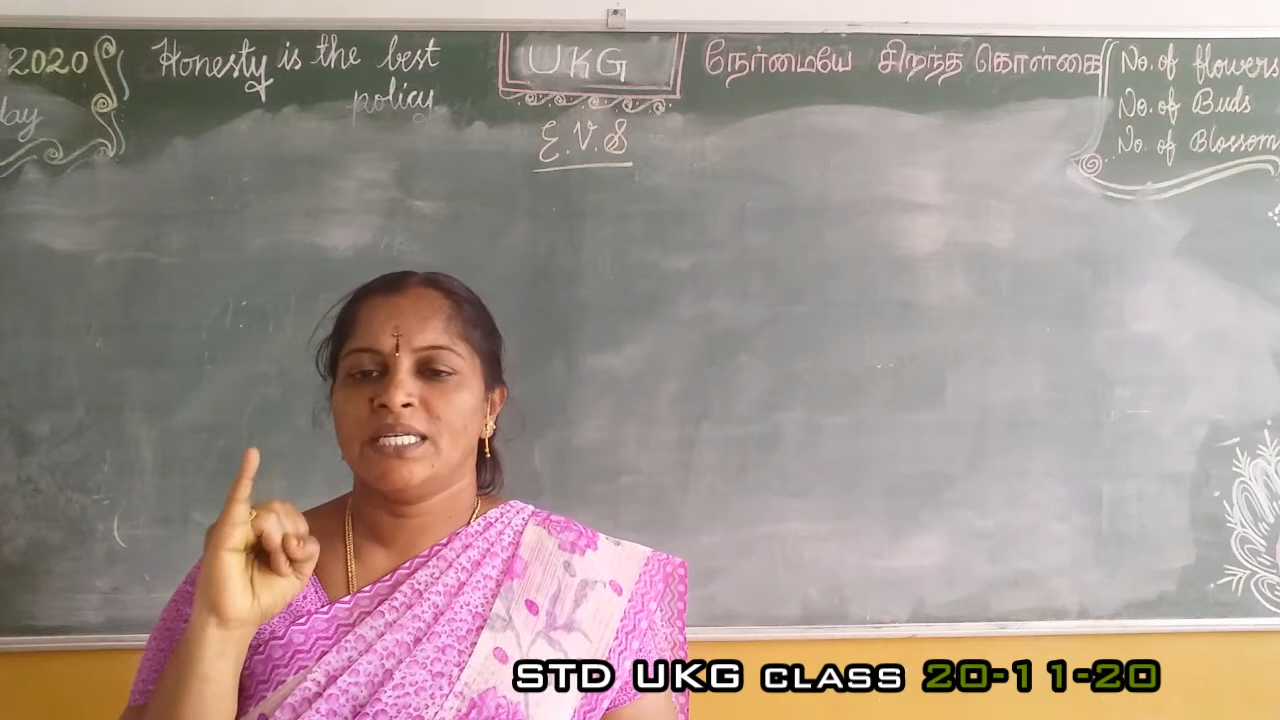 2020
day
Honesty is the best
policy
UKG
E.V.S
நேர்மையே சிறந்த கொள்கை
No. of flowers
No. of Buds
No. of Blossom
STD UKG CLASS 20-11-20